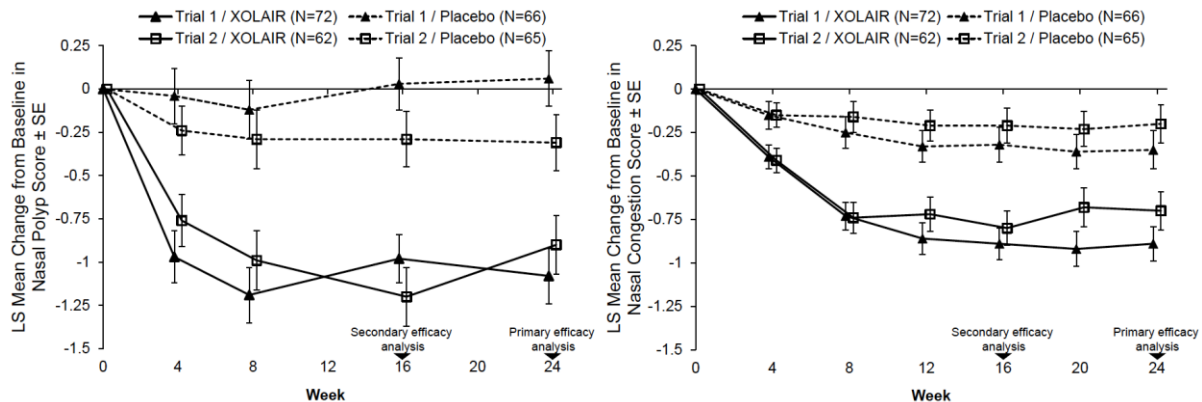 Trial 1 / XOLAIR (N=72) Trial 1 / Placebo (N=66)
Trial 2 / XOLAIR (N=62) Trial 2 / Placebo (N=65)
0.25
0
-0.25
-0.5
-0.75
-1
-1.25
-1.5
LS Mean Change from Baseline in
Nasal Polyp Score ± SE
Secondary efficacy
analysis
Primary efficacy
analysis
0 4 8 12 16 20 24
Week
Trial 1 / XOLAIR (N=72) Trial 1 / Placebo (N=66)
Trial 2 / XOLAIR (N=62) Trial 2 / Placebo (N=65)
0.25
0
-0.25
-0.5
-0.75
-1
-1.25
-1.5
LS Mean Change from Baseline in
Nasal Congestion Score ± SE
Secondary efficacy
analysis
Primary efficacy
analysis
0 4 8 12 16 20 24
Week